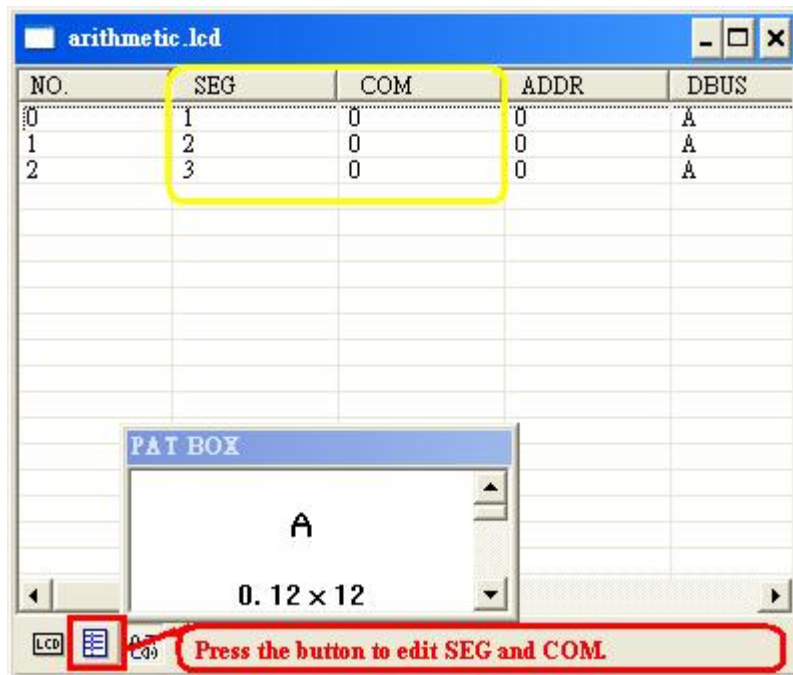 arithmetic.lcd
NO. SEG COM ADDR DBUS
0 1 0 0 A
1 2 0 0 A
2 3 0 0 A
PAT BOX
A
0. 12 × 12
LCD
Press the button to edit SEG and COM.